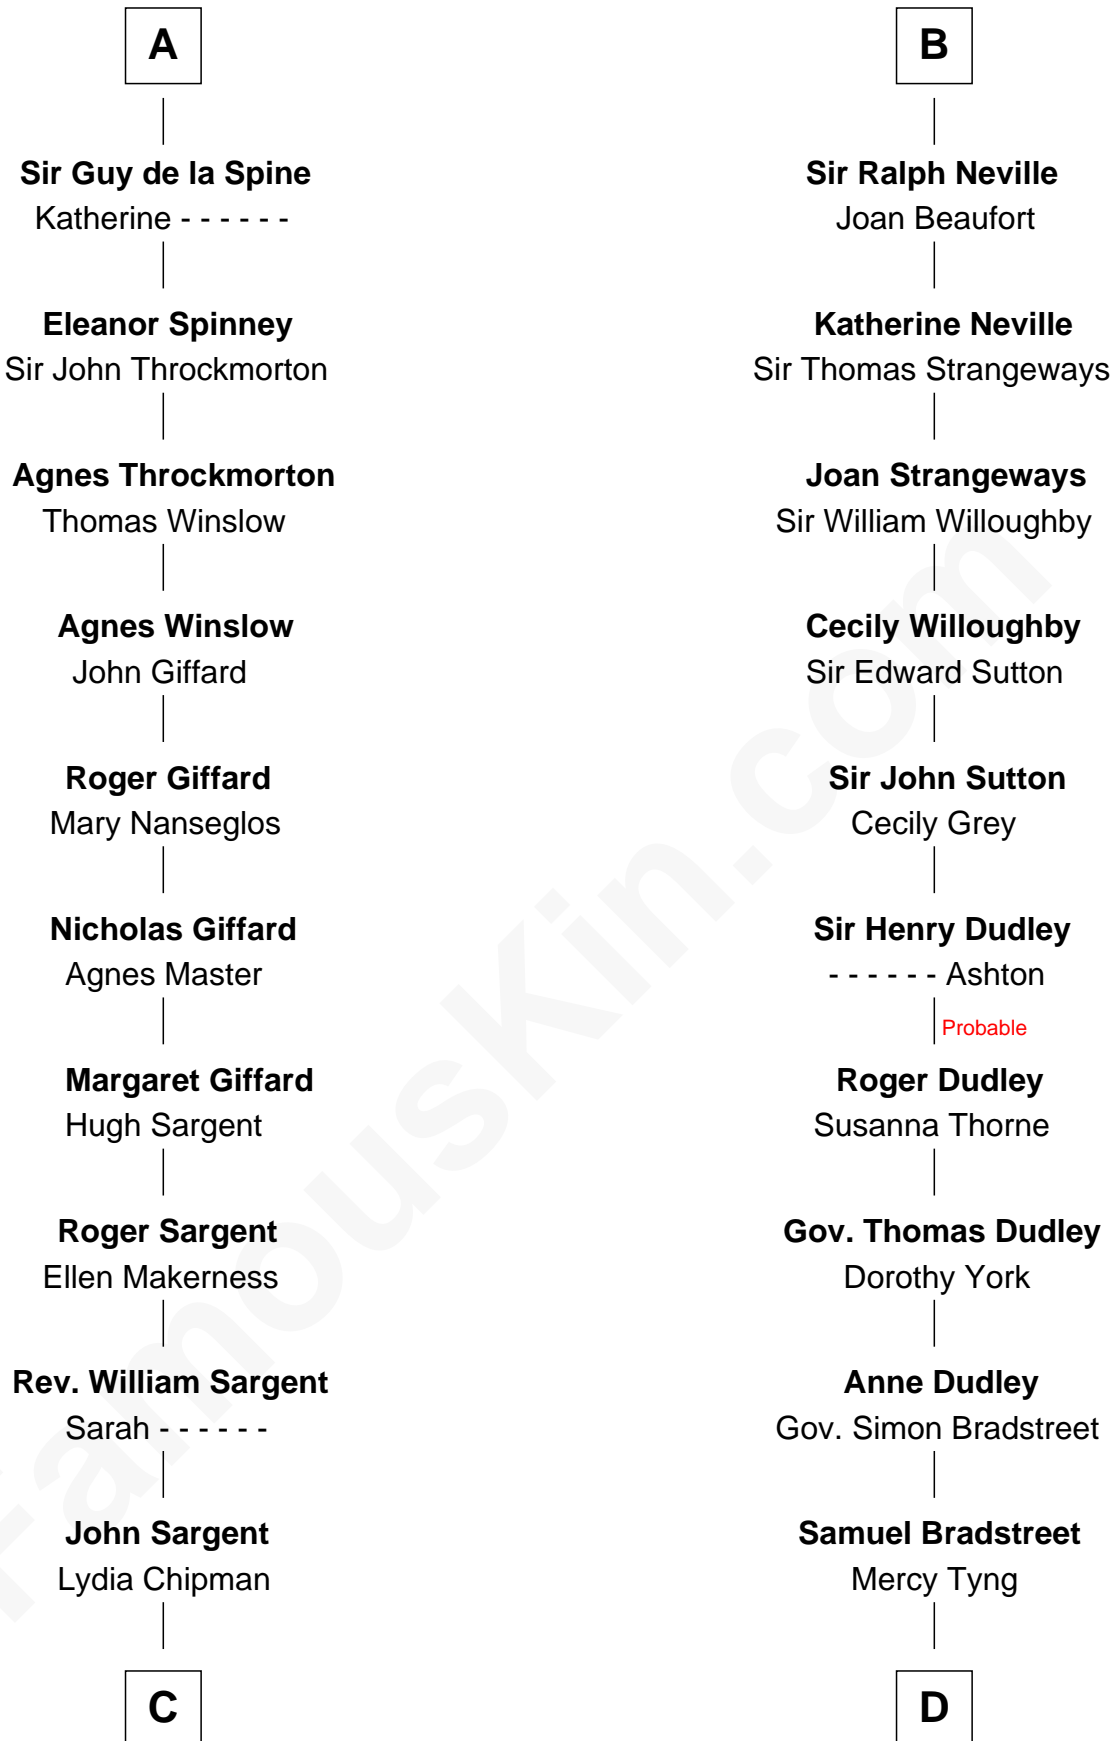 A
Sir Guy de la Spine
Katherine - - - - - -
Eleanor Spinney
Sir John Throckmorton
Agnes Throckmorton
Thomas Winslow
Agnes Winslow
John Giffard
Roger Giffard
Mary Nanseglos
Nicholas Giffard
Agnes Master
Margaret Giffard
Hugh Sargent
Roger Sargent
Ellen Makerness
Rev. William Sargent
Sarah - - - - - -
John Sargent
Lydia Chipman
C
B
Sir Ralph Neville
Joan Beaufort
Katherine Neville
Sir Thomas Strangeways
Joan Strangeways
Sir William Willoughby
Cecily Willoughby
Sir Edward Sutton
Sir John Sutton
Cecily Grey
Sir Henry Dudley
- - - - - - Ashton
Probable
Roger Dudley
Susanna Thorne
Gov. Thomas Dudley
Dorothy York
Anne Dudley
Gov. Simon Bradstreet
Samuel Bradstreet
Mercy Tyng
D
FamousKin.com